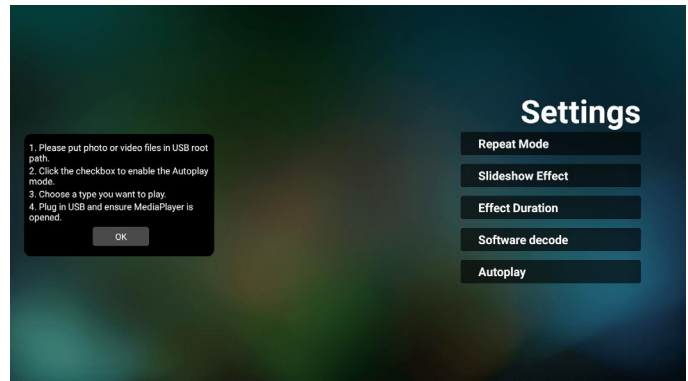 Settings
1. Please put photo or video files in USB root
path.
2. Click the checkbox to enable the Autoplay
mode.
3. Choose a type you want to play.
4. Plug in USB and ensure MediaPlayer is
opened.
OK
Repeat Mode
Slideshow Effect
Effect Duration
Software decode
Autoplay